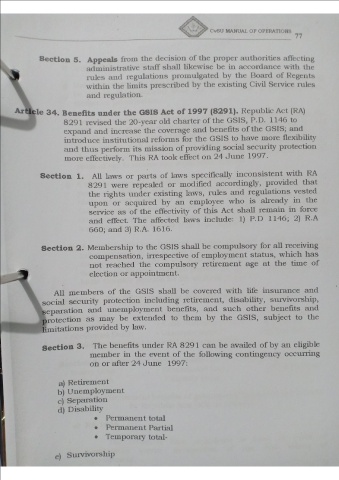 EVSU MANUAL OF OPERATIONS
77
Section 5. Appeals from the decision of the proper authorities affecting
administrative staff shall likewise be in accordance with the
rules and regulations promulgated by the Board of Regents
within the limits prescribed by the existing Civil Service rules
and regulation.
Article 34. Benefits under the GSIS Act of 1997 (8291). Republic Act (RA)
8291 revised the 20-year old charter of the GSIS, P.D. 1146 to
expand and increase the coverage and benefits of the GSIS, and
introduce institutional reforms for the GSIS to have more flexibility
and thus perform its mission of providing social security protection
more effectively. This RA took effect on 24 June 1997.
Section 1. All laws or parts of laws specifically inconsistent with RA
8291 were repealed or modified accordingly, provided that
the rights under existing laws, rules and regulations vested
upon or acquired by an employee who is already in the
service as of the effectivity of this Act shall remain in force
and effect. The affected laws include: 1) P.D 1146; 2) R.A
660; and 3) R.A. 1616.
Section 2. Membership to the GSIS shall be compulsory for all receiving
compensation, irrespective of employment status, which has
not reached the compulsory retirement age at the time of
election or appointment.
All members of the GSIS shall be covered with life insurance and
social security protection including retirement, disability, survivorship,
separation and unemployment benefits, and such other benefits and
protection as may be extended to them by the GSIS, subject to the
limitations provided by law.
Section 3. The benefits under RA 8291 can be availed of by an eligible
member in the event of the following contingency occurring
on or after 24 June 1997:
a) Retirement
b) Unemployment
c) Separation
d) Disability
• Permanent total
• Permanent Partial
• Temporary total-
e) Survivorship